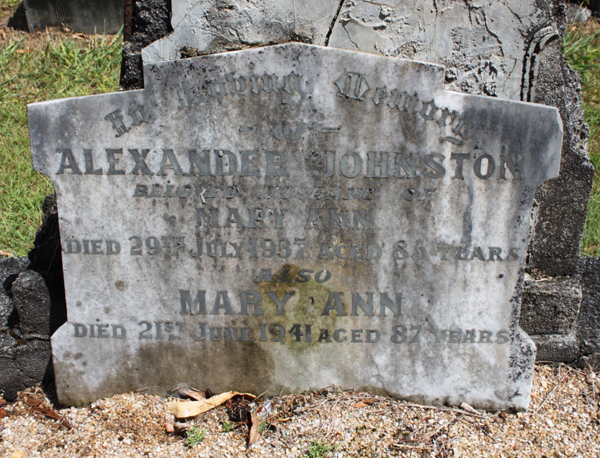 In Loving Memory
— OF —
ALEXANDER JOHNSTON
BELOVED HUSBAND OF
MARY ANN
DIED 29TH JULY 1937 AGED YEARS
ALSO
MARY ANN
DIED 21ST JUNE 1941 AGED 87 YEARS